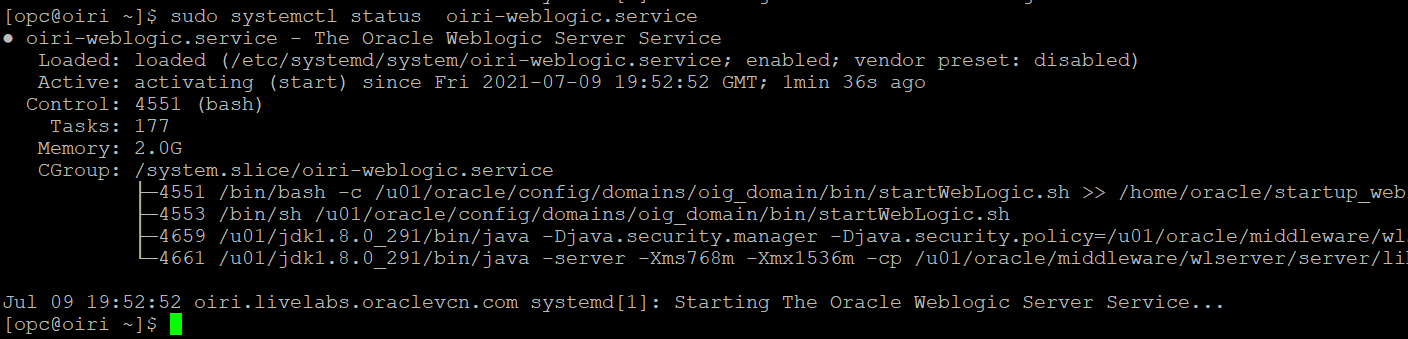 [opc@oiri ~]$ sudo systemctl status  oiri-weblogic.service
● oiri-weblogic.service - The Oracle Weblogic Server Service
   Loaded: loaded (/etc/systemd/system/oiri-weblogic.service; enabled; vendor preset: disabled)
   Active: activating (start) since Fri 2021-07-09 19:52:52 GMT; 1min 36s ago
  Control: 4551 (bash)
    Tasks: 177
   Memory: 2.0G
   CGroup: /system.slice/oiri-weblogic.service
           ├─4551 /bin/bash -c /u01/oracle/config/domains/oig_domain/bin/startWebLogic.sh >> /home/oracle/startup_web
           ├─4553 /bin/sh /u01/oracle/config/domains/oig_domain/bin/startWebLogic.sh
           ├─4659 /u01/jdk1.8.0_291/bin/java -Djava.security.manager -Djava.security.policy=/u01/oracle/middleware/wl
           └─4661 /u01/jdk1.8.0_291/bin/java -server -Xms768m -Xmx1536m -cp /u01/oracle/middleware/wlserver/server/li
Jul 09 19:52:52 oiri.livelabs.oraclevcn.com systemd[1]: Starting The Oracle Weblogic Server Service...
[opc@oiri ~]$